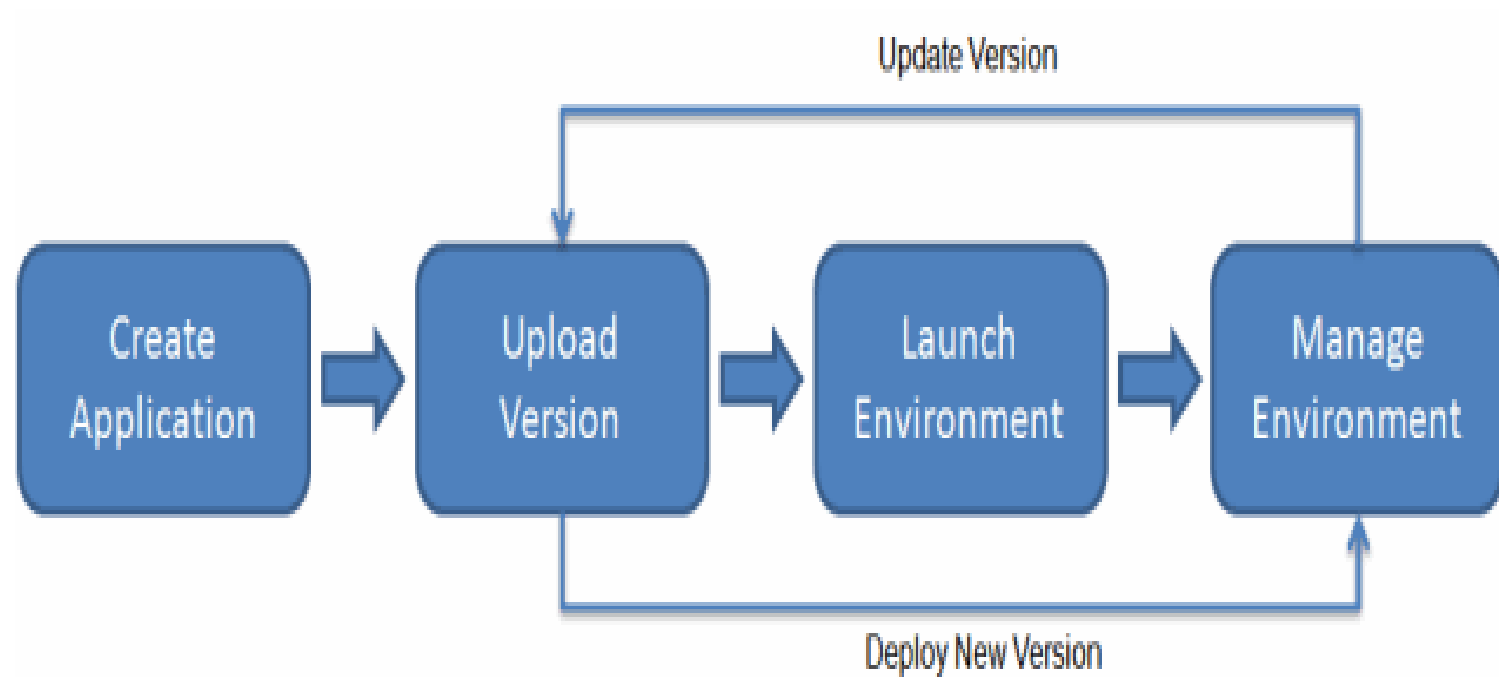 Update Version
Create
Application
Upload
Version
Launch
Environment
Manage
Environment
Deploy New Version